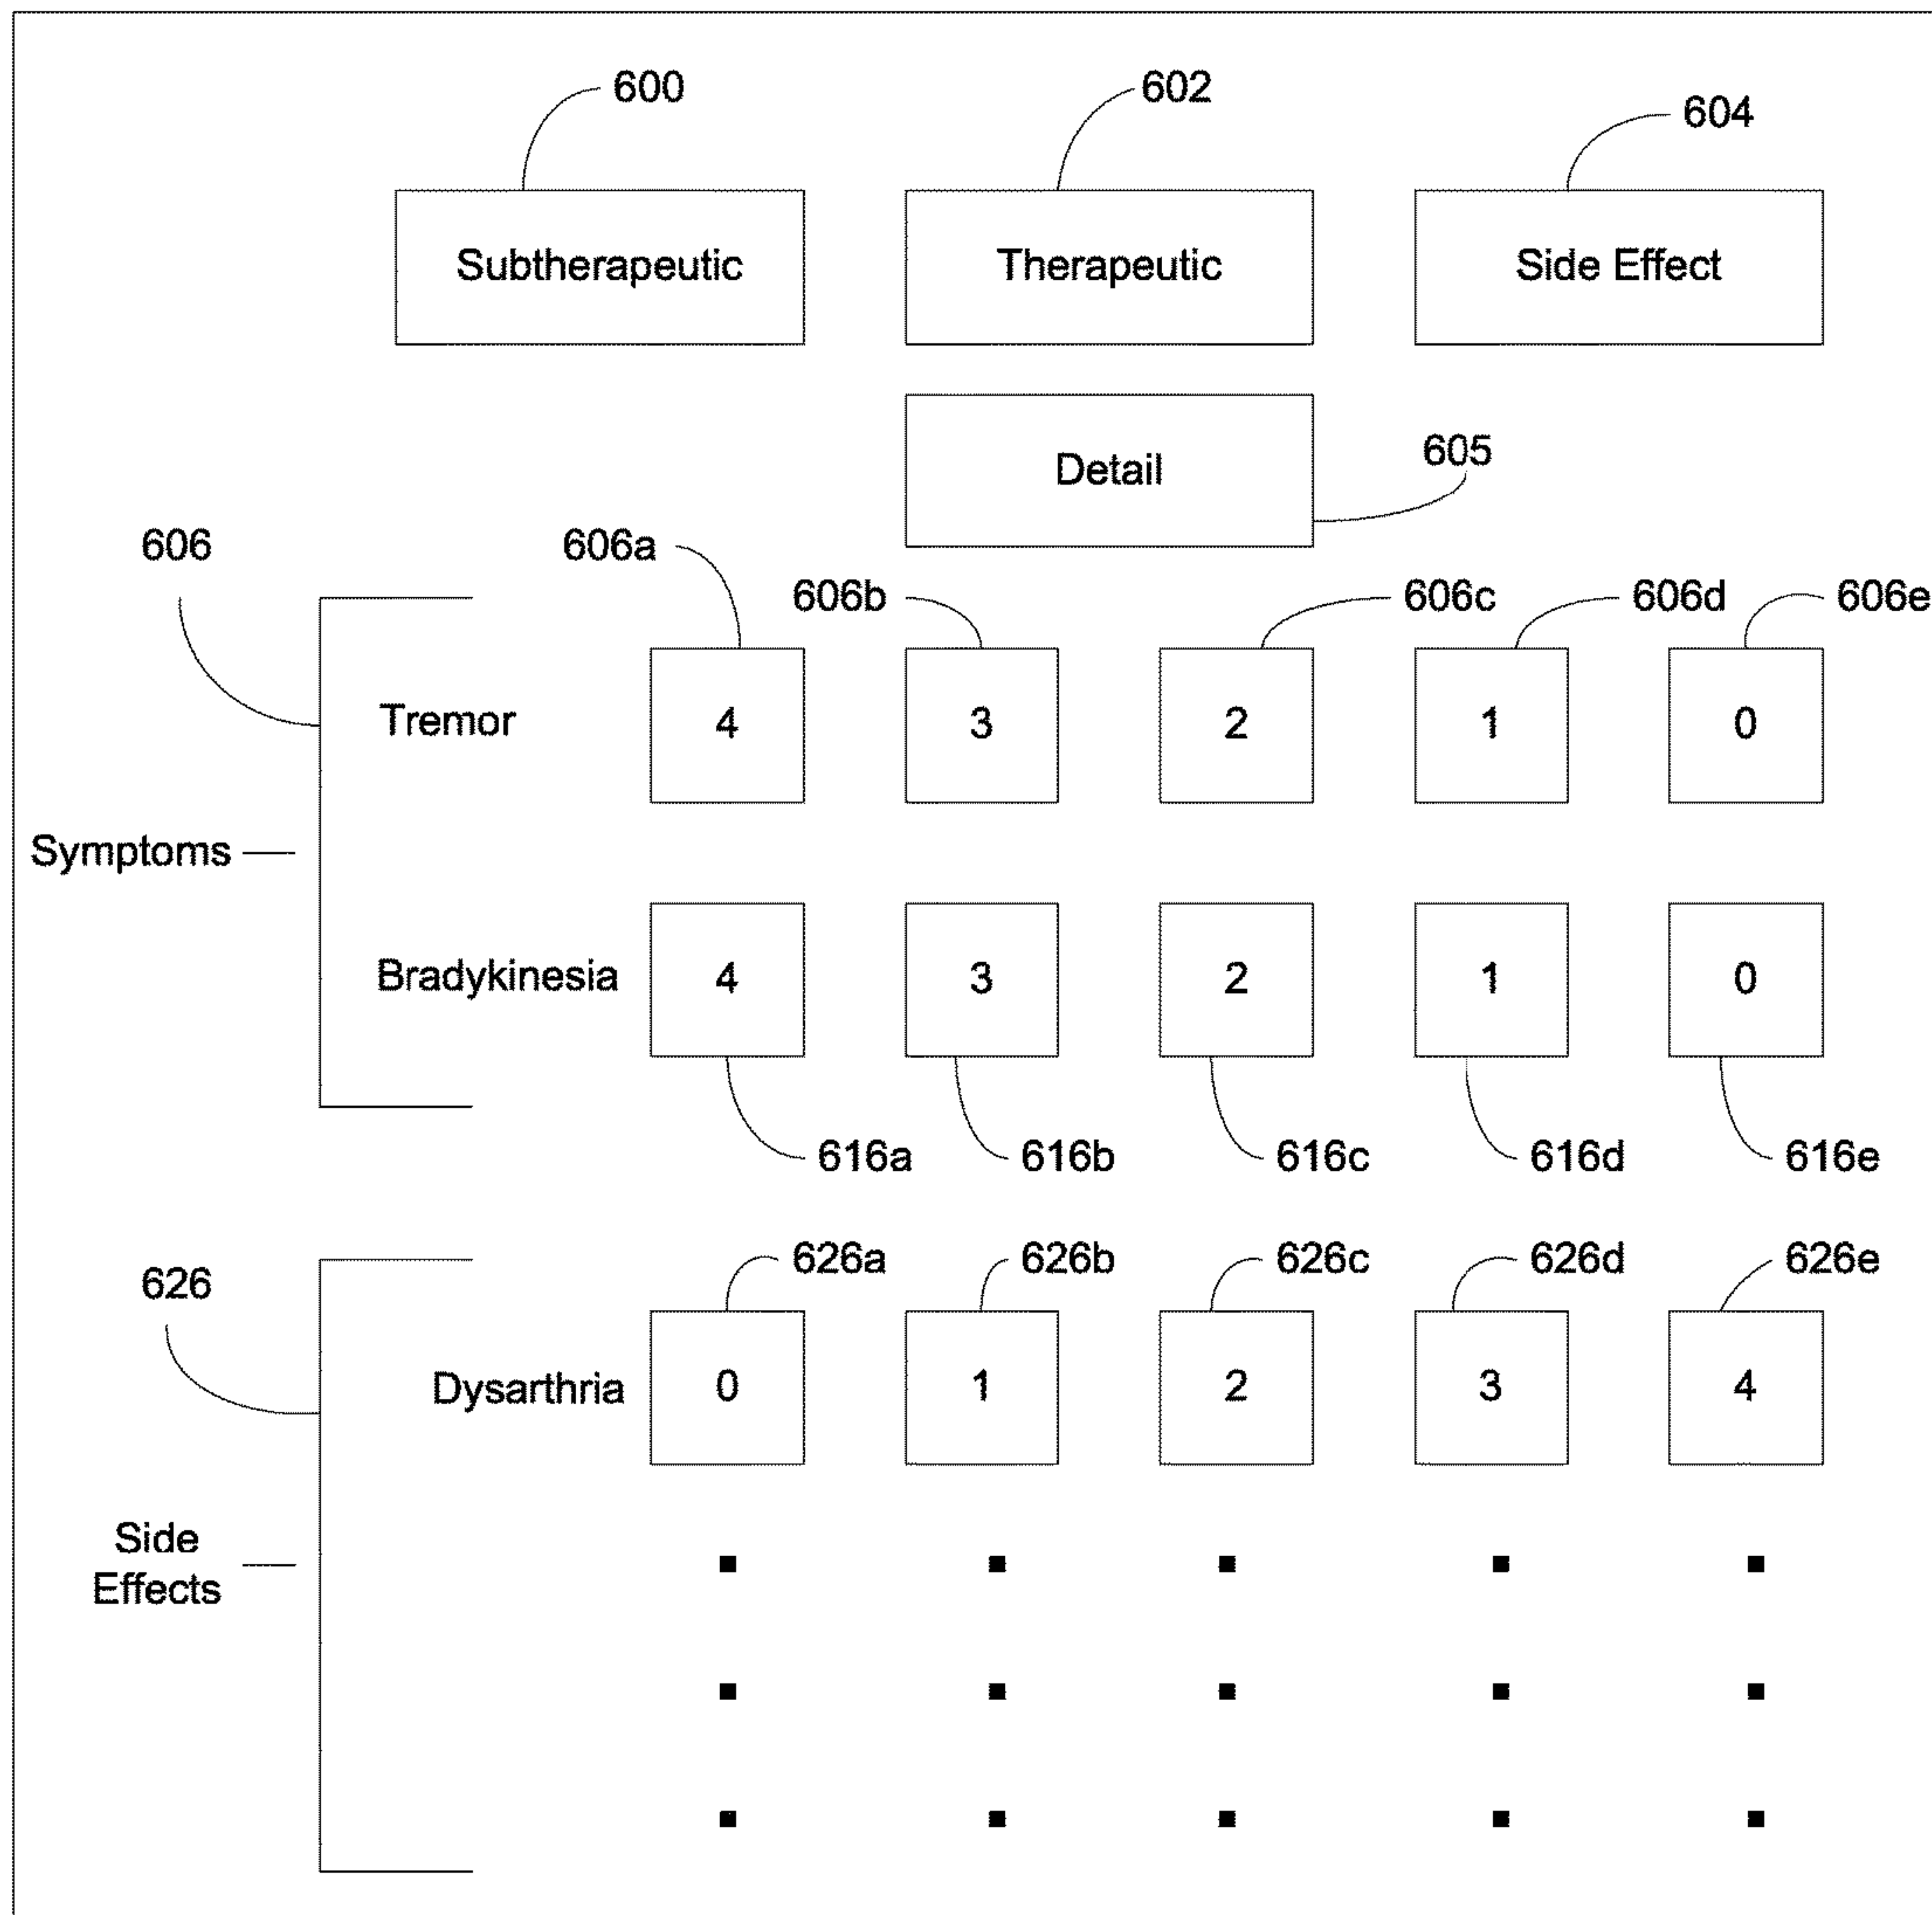 600 602 604
Subtherapeutic Therapeutic Side Effect
Detail 605
606 606a
606b 606c 606d 606e
Tremor 4 3 2 1 0
Symptoms
Bradykinesia 4 3 2 1 0
616a 616b 616c 616d 616e
626 626a 626b 626c 626d 626e
Dysarthria 0 1 2 3 4
Side
Effects